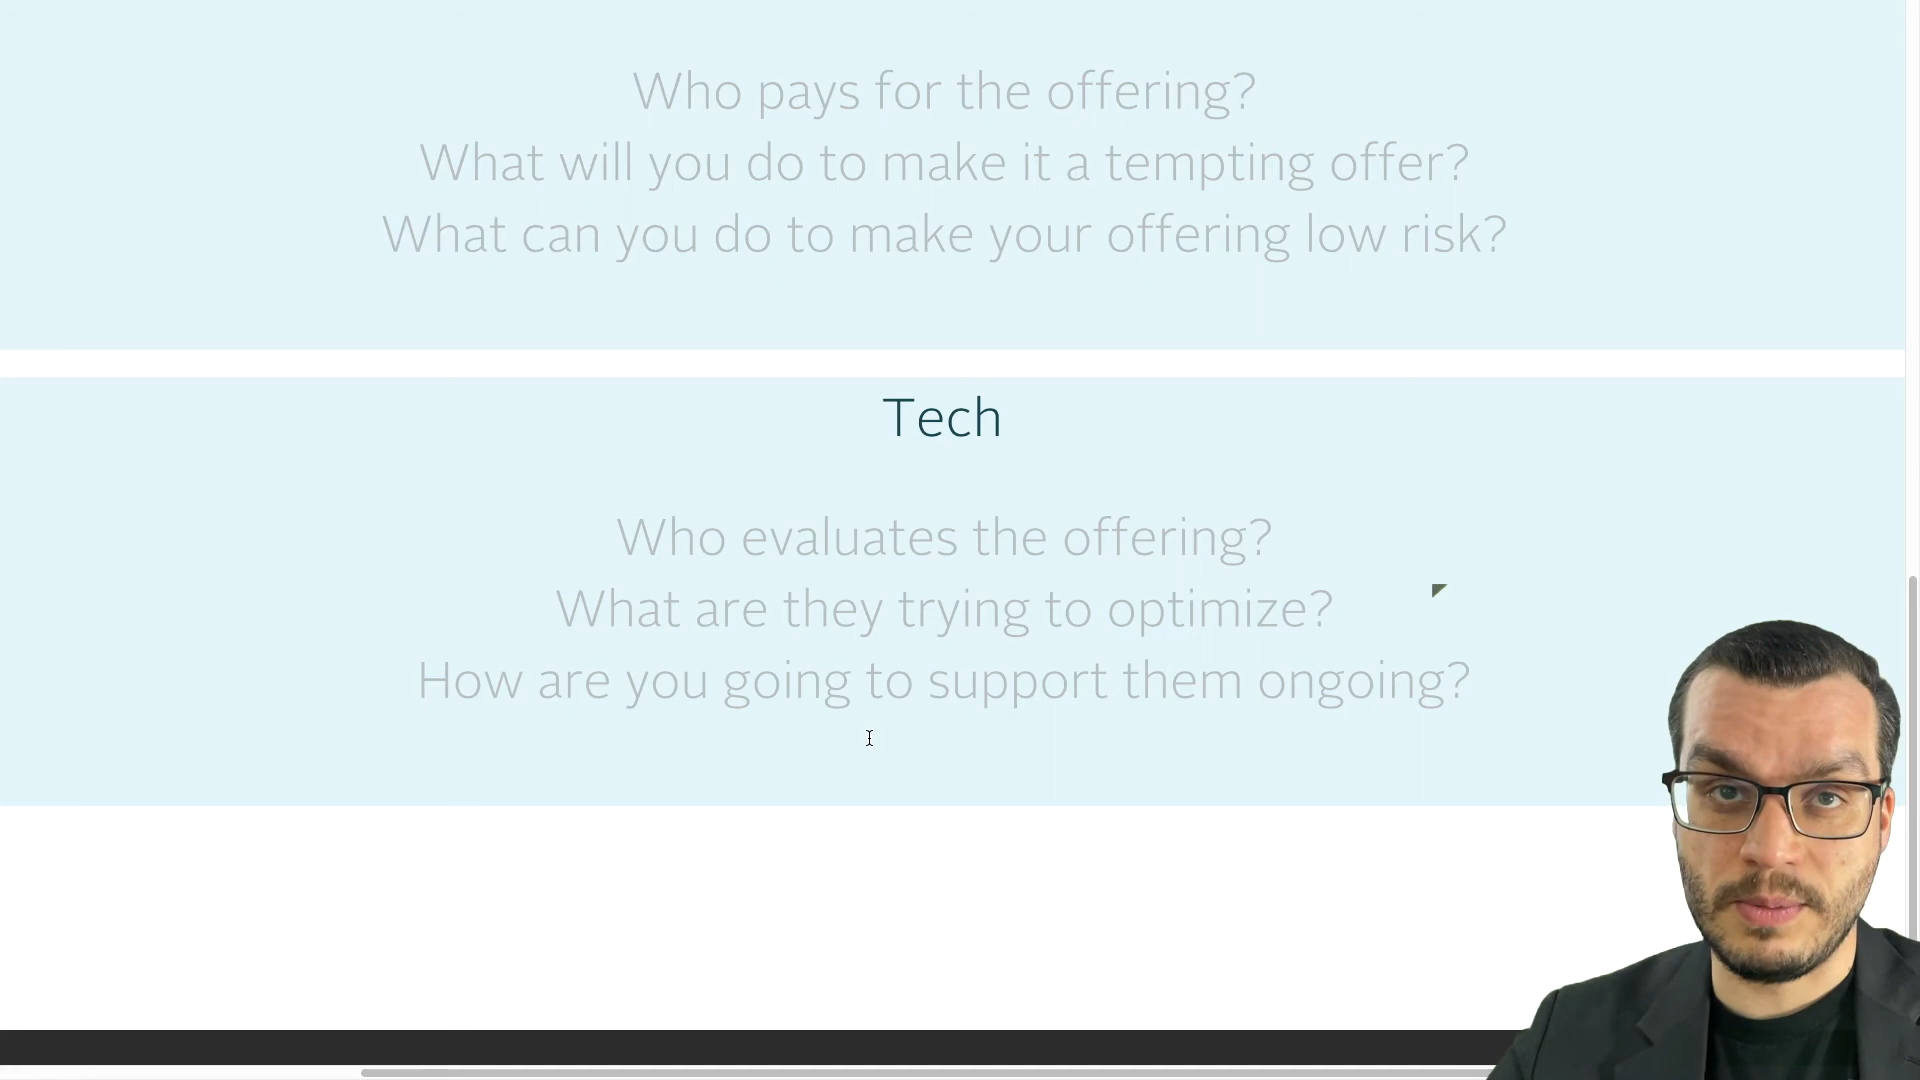 Who pays for the offering?
What will you do to make it a tempting offer?
What can you do to make your offering low risk?
Tech
Who evaluates the offering?
What are they trying to optimize?
How are you going to support them ongoing?